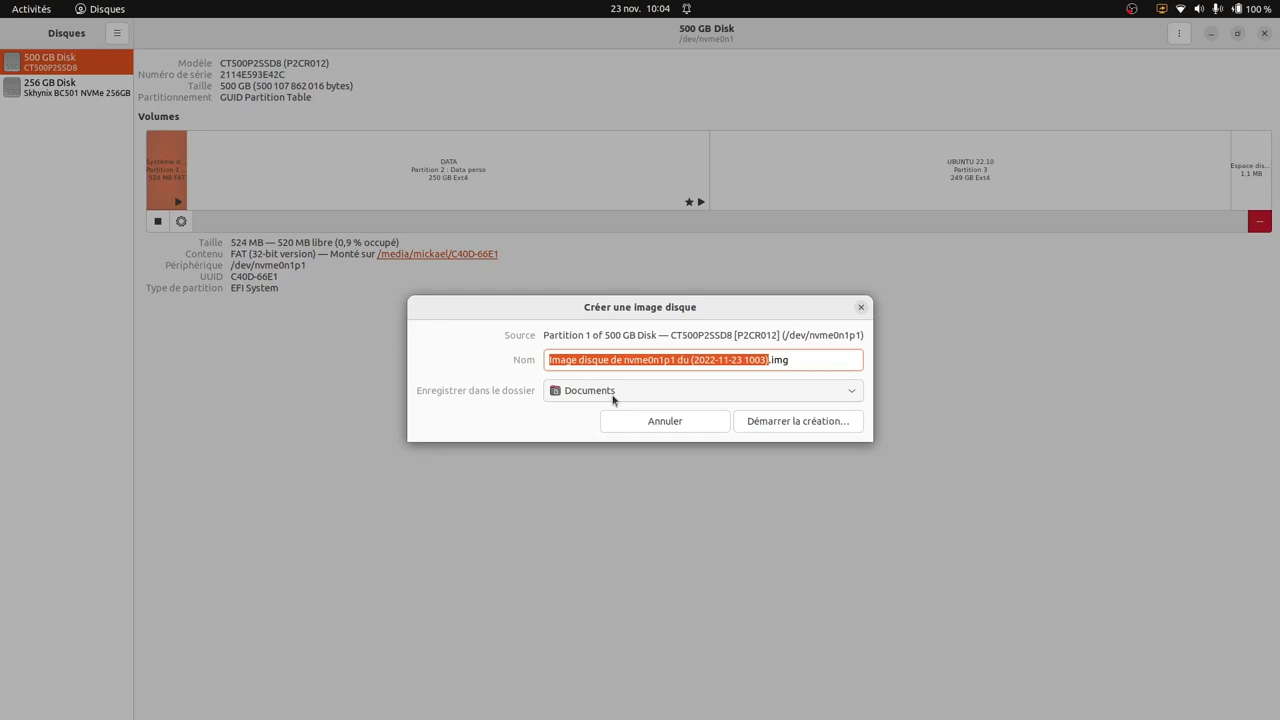 Activités
Disques
23 nov. 10:04
100 %
Disques
500 GB Disk
/dev/nvme0n1
500 GB Disk
CT500P2SSD8
256 GB Disk
Skhynix BC501 NVMe 256GB
Modèle CT500P2SSD8 (P2CR012)
Numéro de série 2114E593E42C
Taille 500 GB (500 107 862 016 bytes)
Partitionnement GUID Partition Table
Volumes
Système d…
Partition 1…
524 MB FAT
DATA
Partition 2 : Data perso
250 GB Ext4
UBUNTU 22.10
Partition 3
249 GB Ext4
Espace dis…
1,1 MB
Taille 524 MB — 520 MB libre (0,9 % occupé)
Contenu FAT (32-bit version) — Monté sur /media/mickael/C40D-66E1
Périphérique /dev/nvme0n1p1
UUID C40D-66E1
Type de partition EFI System
Créer une image disque
Source Partition 1 of 500 GB Disk — CT500P2SSD8 [P2CR012] (/dev/nvme0n1p1)
Nom Image disque de nvme0n1p1 du (2022-11-23 1003).img
Enregistrer dans le dossier Documents
Annuler
Démarrer la création…